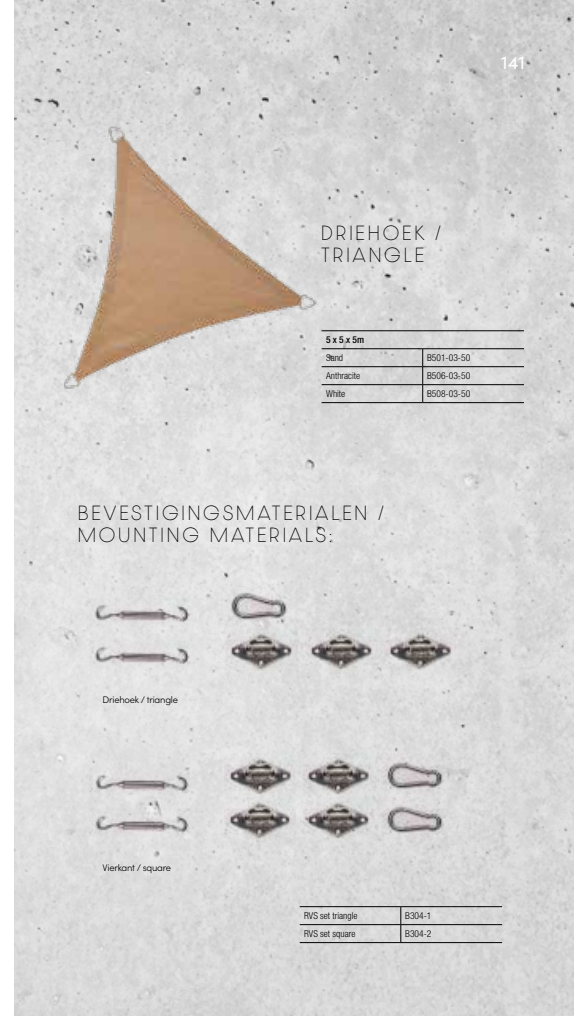 141
DRIEHOEK /
TRIANGLE
5 x 5 x 5m
Sand B501-03-50
Anthracite B506-03-50
White B508-03-50
BEVESTIGINGSMATERIALEN /
MOUNTING MATERIALS:
Driehoek / triangle
Vierkant / square
RVS set triangle B304-1
RVS set square B304-2